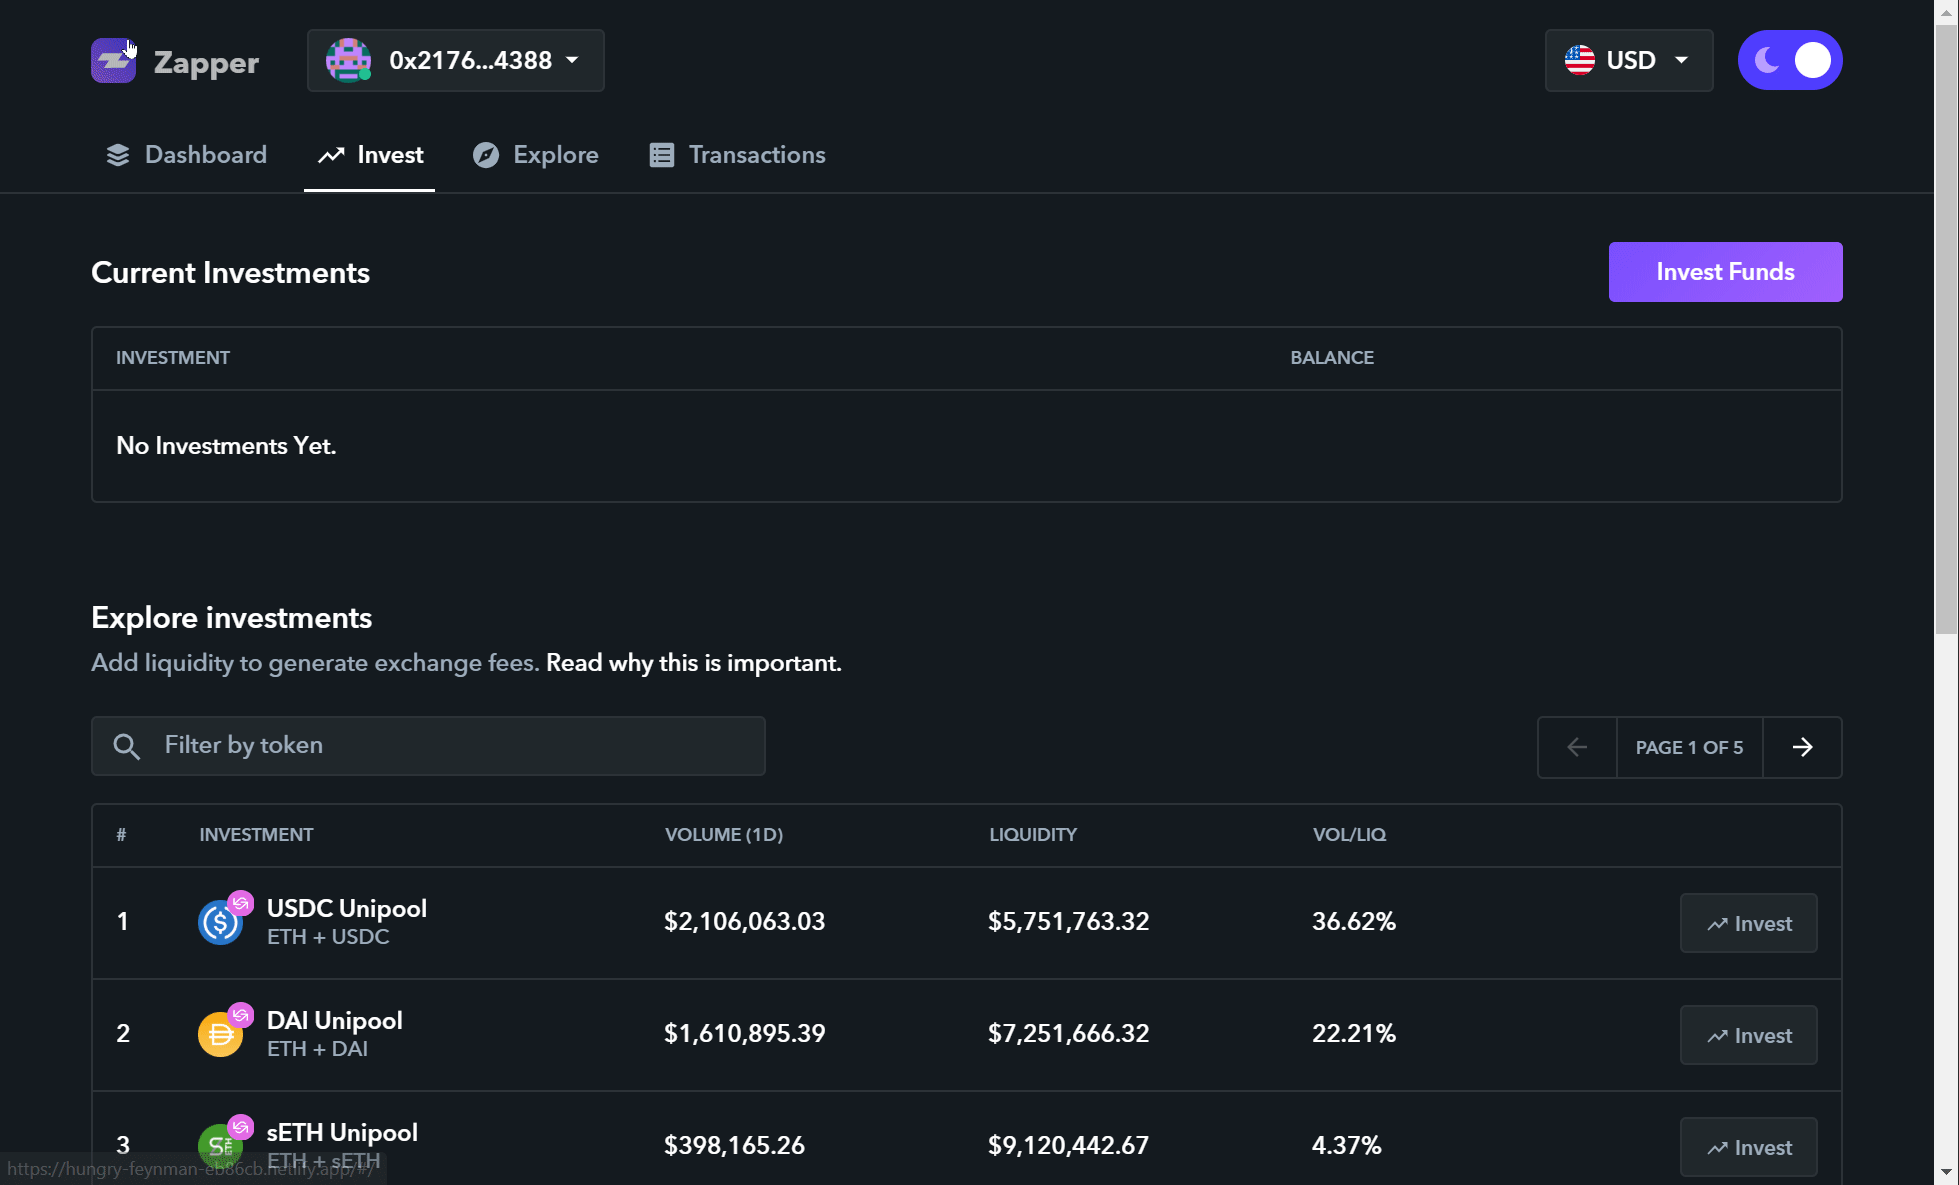 Zapper
0x2176...4388
USD
Dashboard
Invest
Explore
Transactions
Current Investments
Invest Funds
INVESTMENT
BALANCE
No Investments Yet.
Explore investments
Add liquidity to generate exchange fees. Read why this is important.
Filter by token
PAGE 1 OF 5
# INVESTMENT VOLUME (1D) LIQUIDITY VOL/LIQ
1 USDC Unipool $2,106,063.03 $5,751,763.32 36.62% Invest
ETH + USDC
2 DAI Unipool $1,610,895.39 $7,251,666.32 22.21% Invest
ETH + DAI
3 sETH Unipool $398,165.26 $9,120,442.67 4.37% Invest
ETH + sETH
https://hungry-feynman-eb86cb.netlify.app/#/